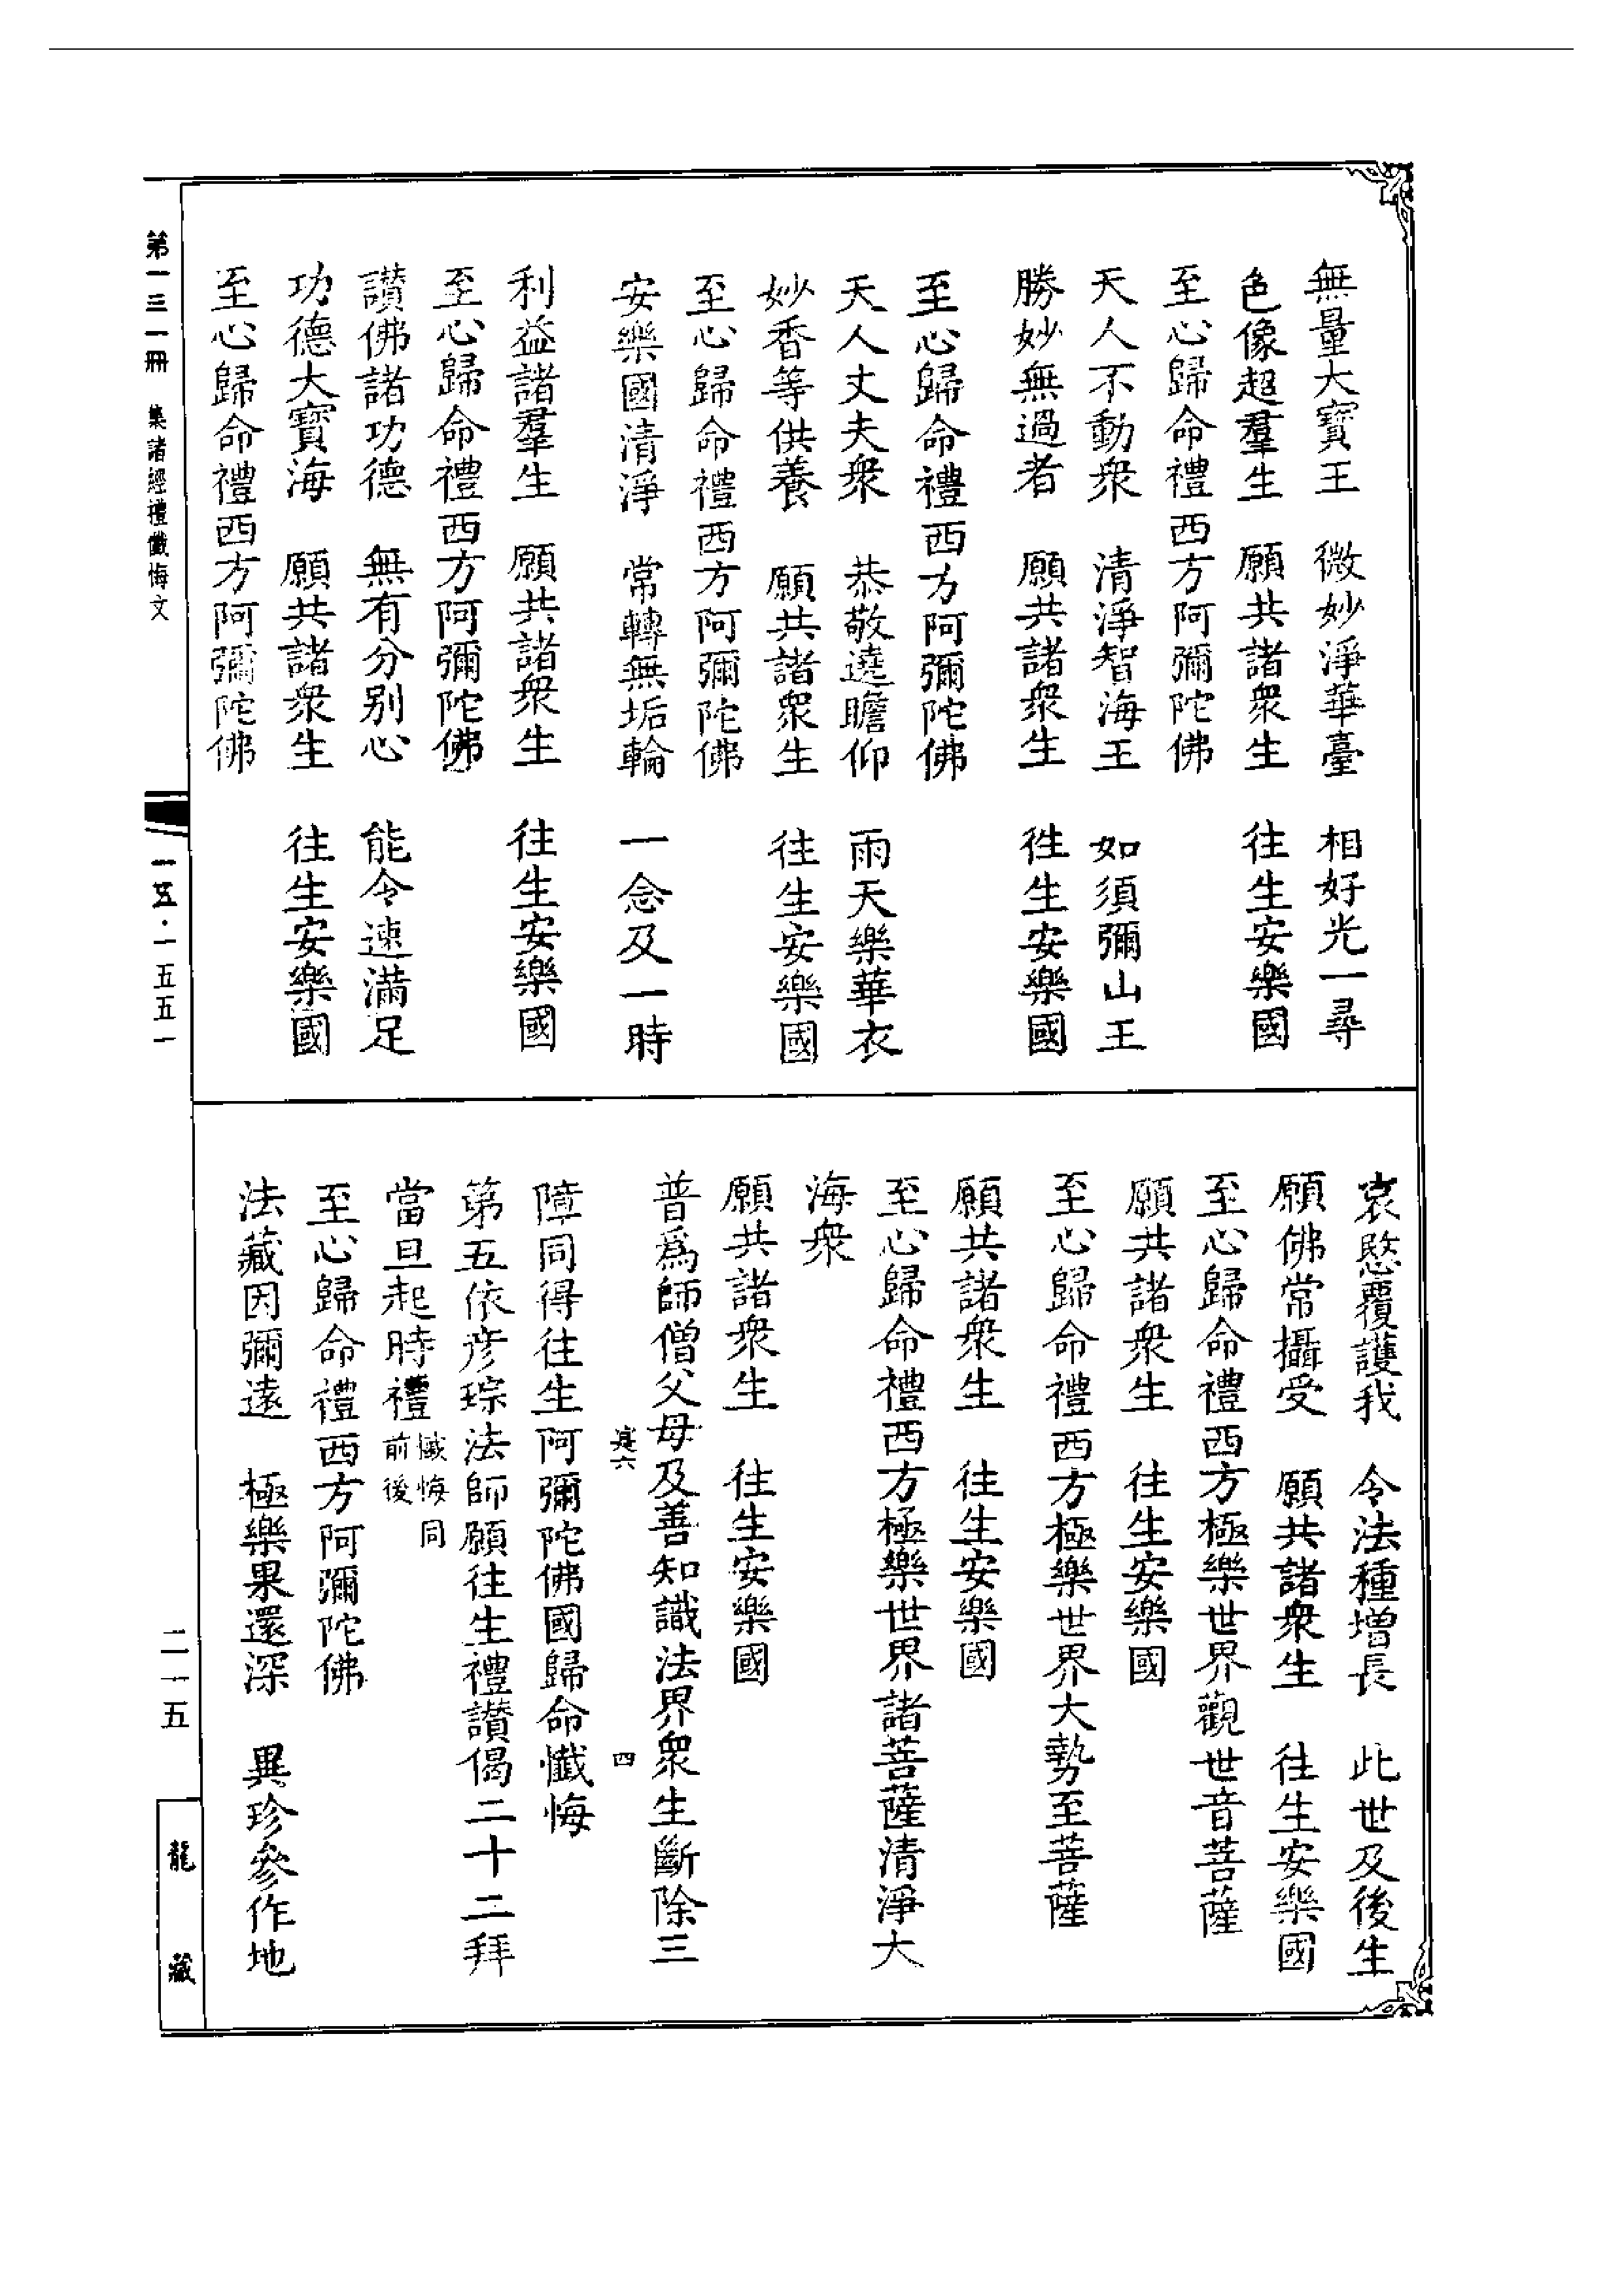 無量大寶王　微妙淨華臺　相好光一尋
色像超羣生　願共諸衆生　往生安樂國
至心歸命禮西方阿彌陀佛
天人不動衆　清淨智海王　如須彌山王
勝妙無過者　願共諸衆生　徃生安樂國
至心歸命禮西方阿彌陀佛
天人丈夫衆　恭敬遶瞻仰　雨天樂華衣
妙香等供養　願共諸衆生　往生安樂國
至心歸命禮西方阿彌陀佛
安樂國清淨　常轉無垢輪　一念及一時
利益諸羣生　願共諸衆生　往生安樂國
至心歸命禮西方阿彌陀佛
讃佛諸功德　無有分别心　能令速滿足
功德大寳海　願共諸衆生　往生安樂國
至心歸命禮西方阿彌陀佛
哀愍覆護我　令法種增長　此世及後生
願佛常攝受　願共諸衆生　往生安樂國
至心歸命禮西方極樂世界觀世音菩薩
願共諸衆生　往生安樂國
至心歸命禮西方極樂世界大勢至菩薩
願共諸衆生　往生安樂國
至心歸命禮西方極樂世界諸菩薩清淨大
海衆
願共諸衆生　往生安樂國
普爲師僧父母及善知識法界衆生斷除三
六　四
障同得往生阿彌陀佛國歸命懺悔
第五依彦琮法師願往生禮讃偈二十二拜
當旦起時禮懺悔同前後
至心歸命禮西方阿彌陀佛
法藏因彌遠　極樂果還深　異珍參作地
第一三一冊　集諸經禮懺悔文
一五·一五五一
二一五
龍藏